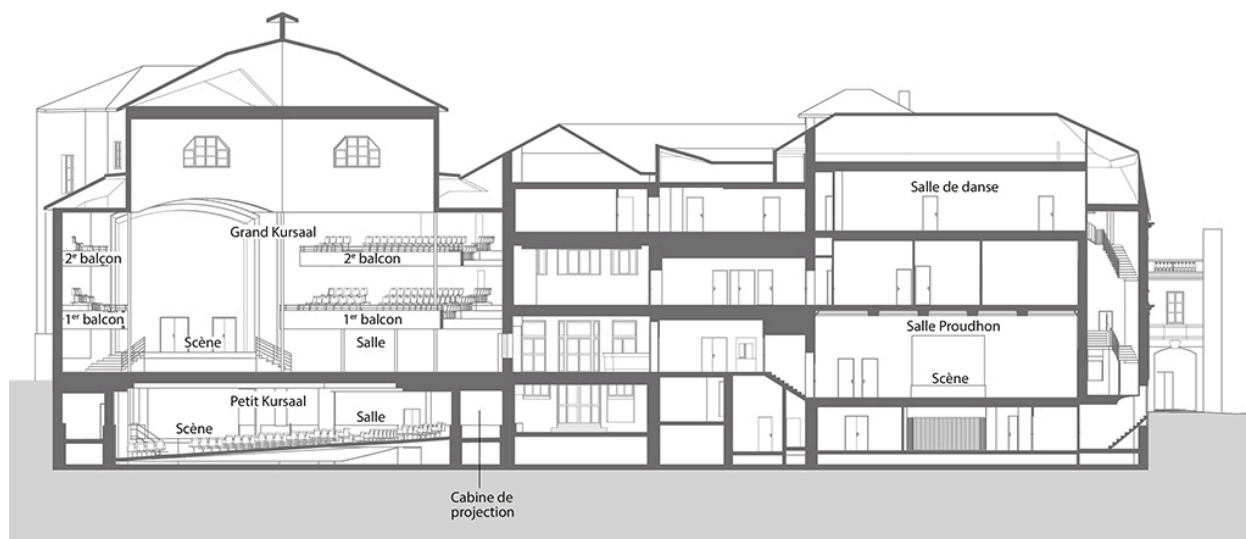 Salle de danse
Grand Kursaal
2e balcon
2e balcon
1er balcon
1er balcon
Salle Proudhon
Scène
Salle
Scène
Petit Kursaal
Salle
Scène
Cabine de
projection